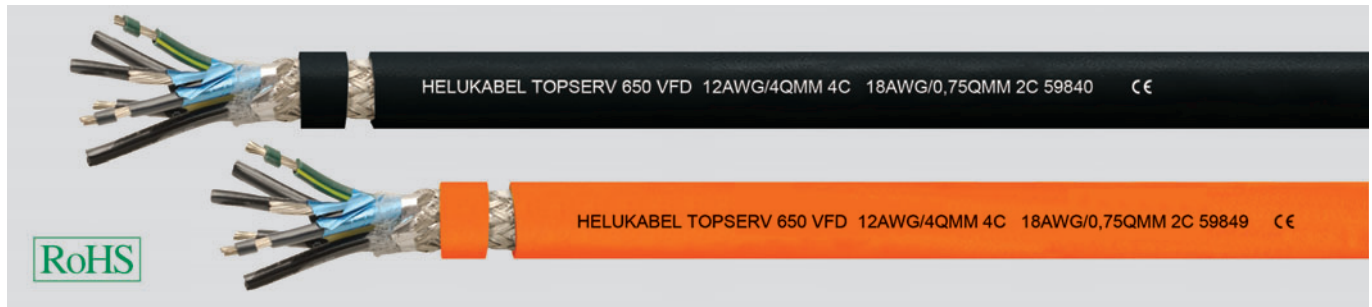 HELUKABEL TOPSERV 650 VFD 12AWG/4QMM 4C 18AWG/0,75QMM 2C 59840 CE
HELUKABEL TOPSERV 650 VFD 12AWG/4QMM 4C 18AWG/0,75QMM 2C 59849 CE
RoHS